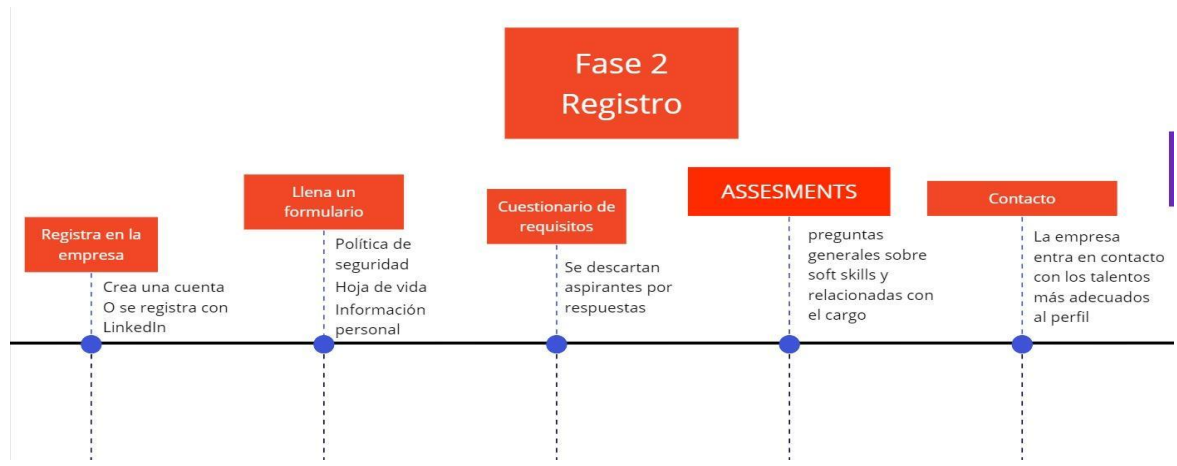 Fase 2
Registro
Registra en la
empresa
Crea una cuenta
O se registra con
LinkedIn
Llena un
formulario
Política de
seguridad
Hoja de vida
Información
personal
Cuestionario de
requisitos
Se descartan
aspirantes por
respuestas
ASSESMENTS
preguntas
generales sobre
soft skills y
relacionadas con
el cargo
Contacto
La empresa
entra en contacto
con los talentos
más adecuados
al perfil